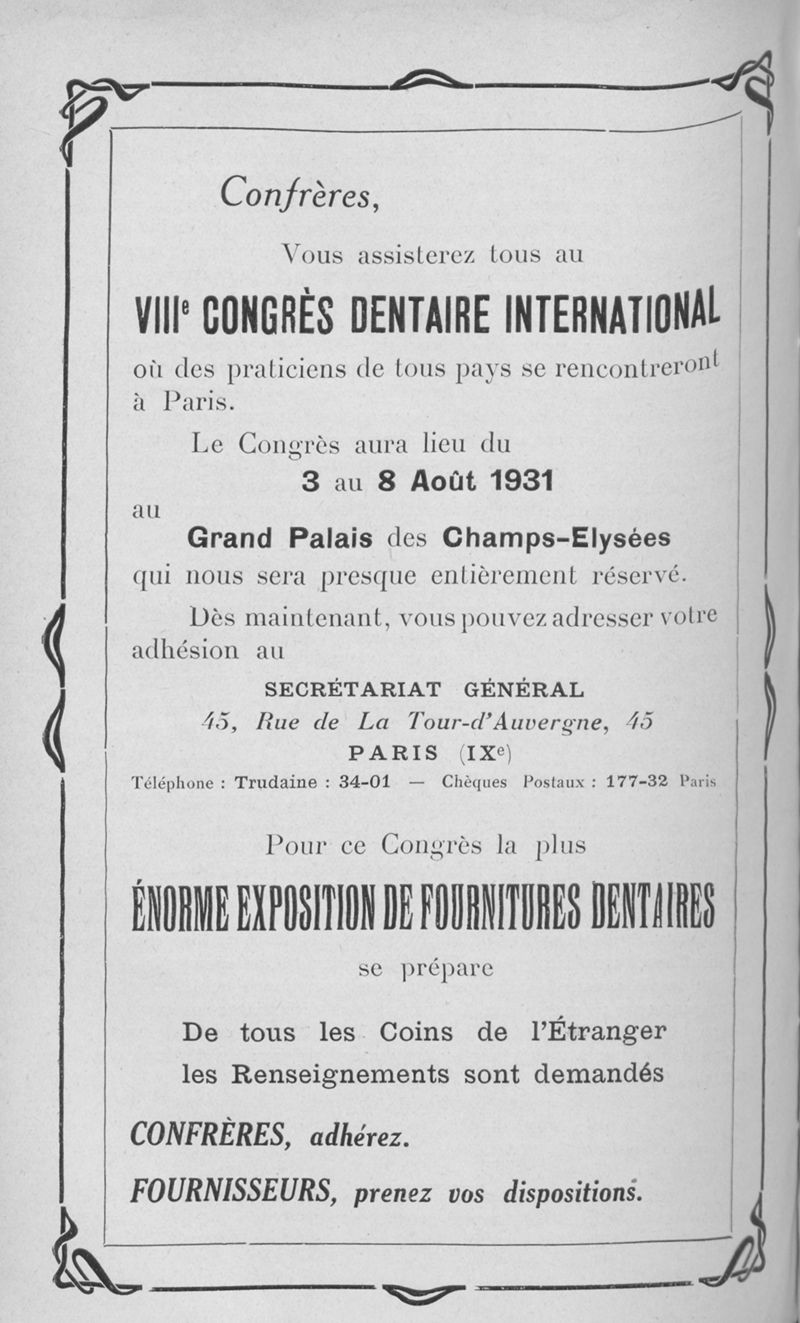 Confrères,
Vous assisterez tous au
VIIIᵉ CONGRÈS DENTAIRE INTERNATIONAL
où des praticiens de tous pays se rencontreront
à Paris.
Le Congrès aura lieu du
3 au 8 Août 1931
au
Grand Palais des Champs-Elysées
qui nous sera presque entièrement réservé.
Dès maintenant, vous pouvez adresser votre
adhésion au
SECRÉTARIAT GÉNÉRAL
45, Rue de La Tour-d'Auvergne, 45
PARIS (IXᵉ)
Téléphone : Trudaine : 34-01 — Chèques Postaux : 177-32 Paris
Pour ce Congrès la plus
ÉNORME EXPOSITION DE FOURNITURES DENTAIRES
se prépare
De tous les Coins de l'Étranger
les Renseignements sont demandés
CONFRÈRES, adhérez.
FOURNISSEURS, prenez vos dispositions.